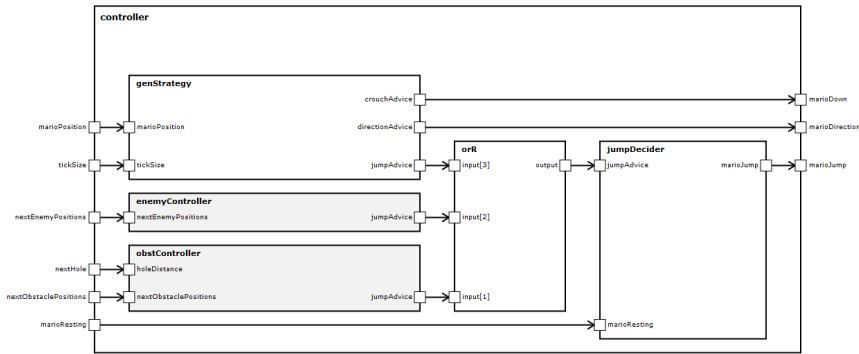 controller
genStrategy
crouchAdvice
marioDown
marioPosition
marioPosition
directionAdvice
marioDirection
orR
jumpDecider
tickSize
tickSize
jumpAdvice
input[3]
output
jumpAdvice
marioJump
marioJump
enemyController
nextEnemyPositions
nextEnemyPositions
jumpAdvice
input[2]
obstController
nextHole
holeDistance
nextObstaclePositions
nextObstaclePositions
jumpAdvice
input[1]
marioResting
marioResting